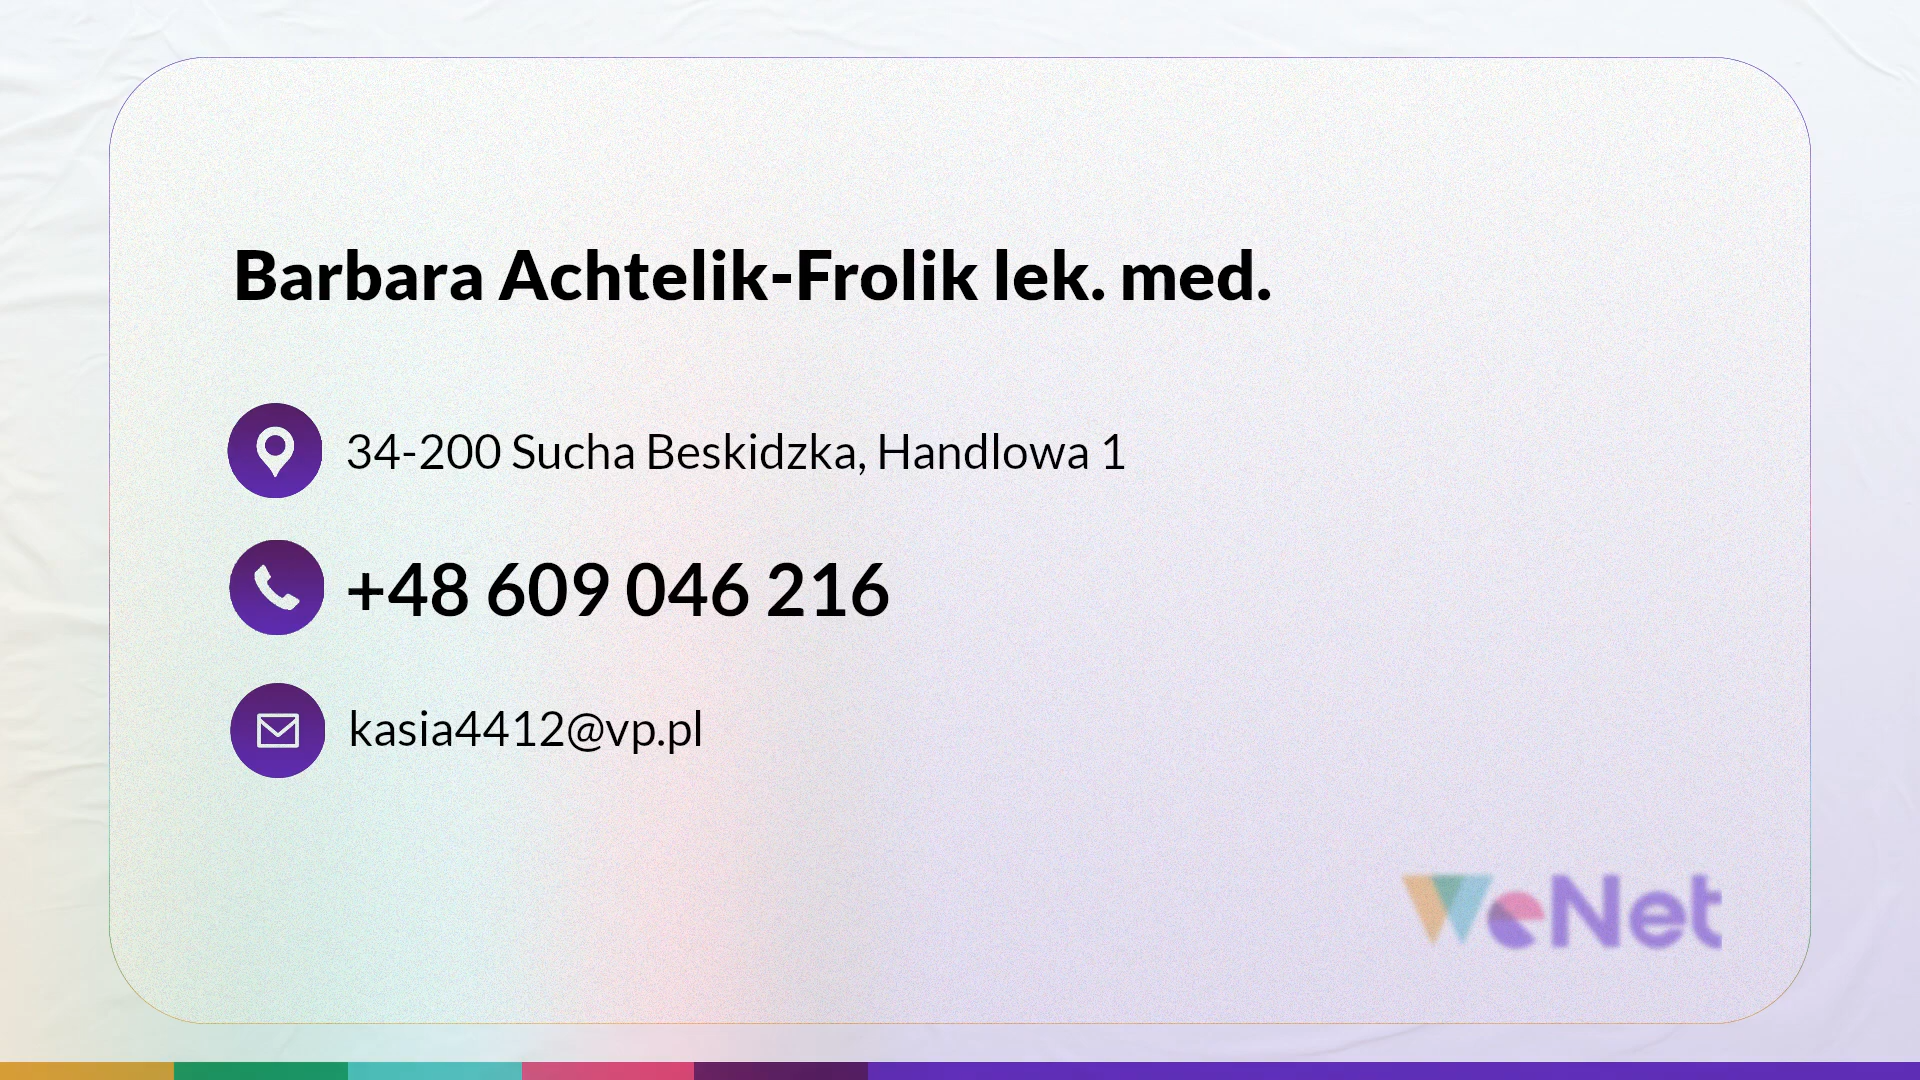 Barbara Achtelik-Frolik lek. med.
34-200 Sucha Beskidzka, Handlowa 1
+48 609 046 216
kasia4412@vp.pl
WeNet